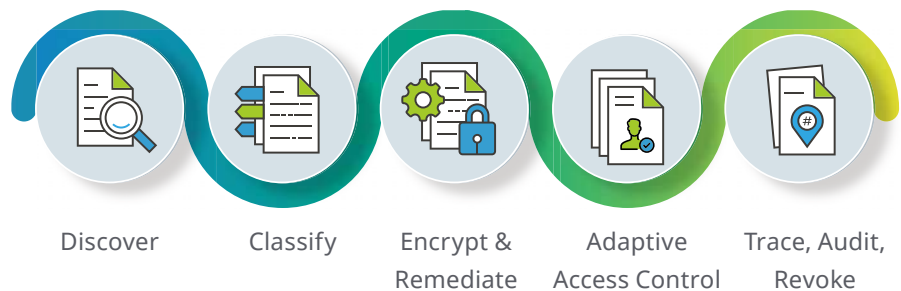 #
Discover
Classify
Encrypt &
Remediate
Adaptive
Access Control
Trace, Audit,
Revoke